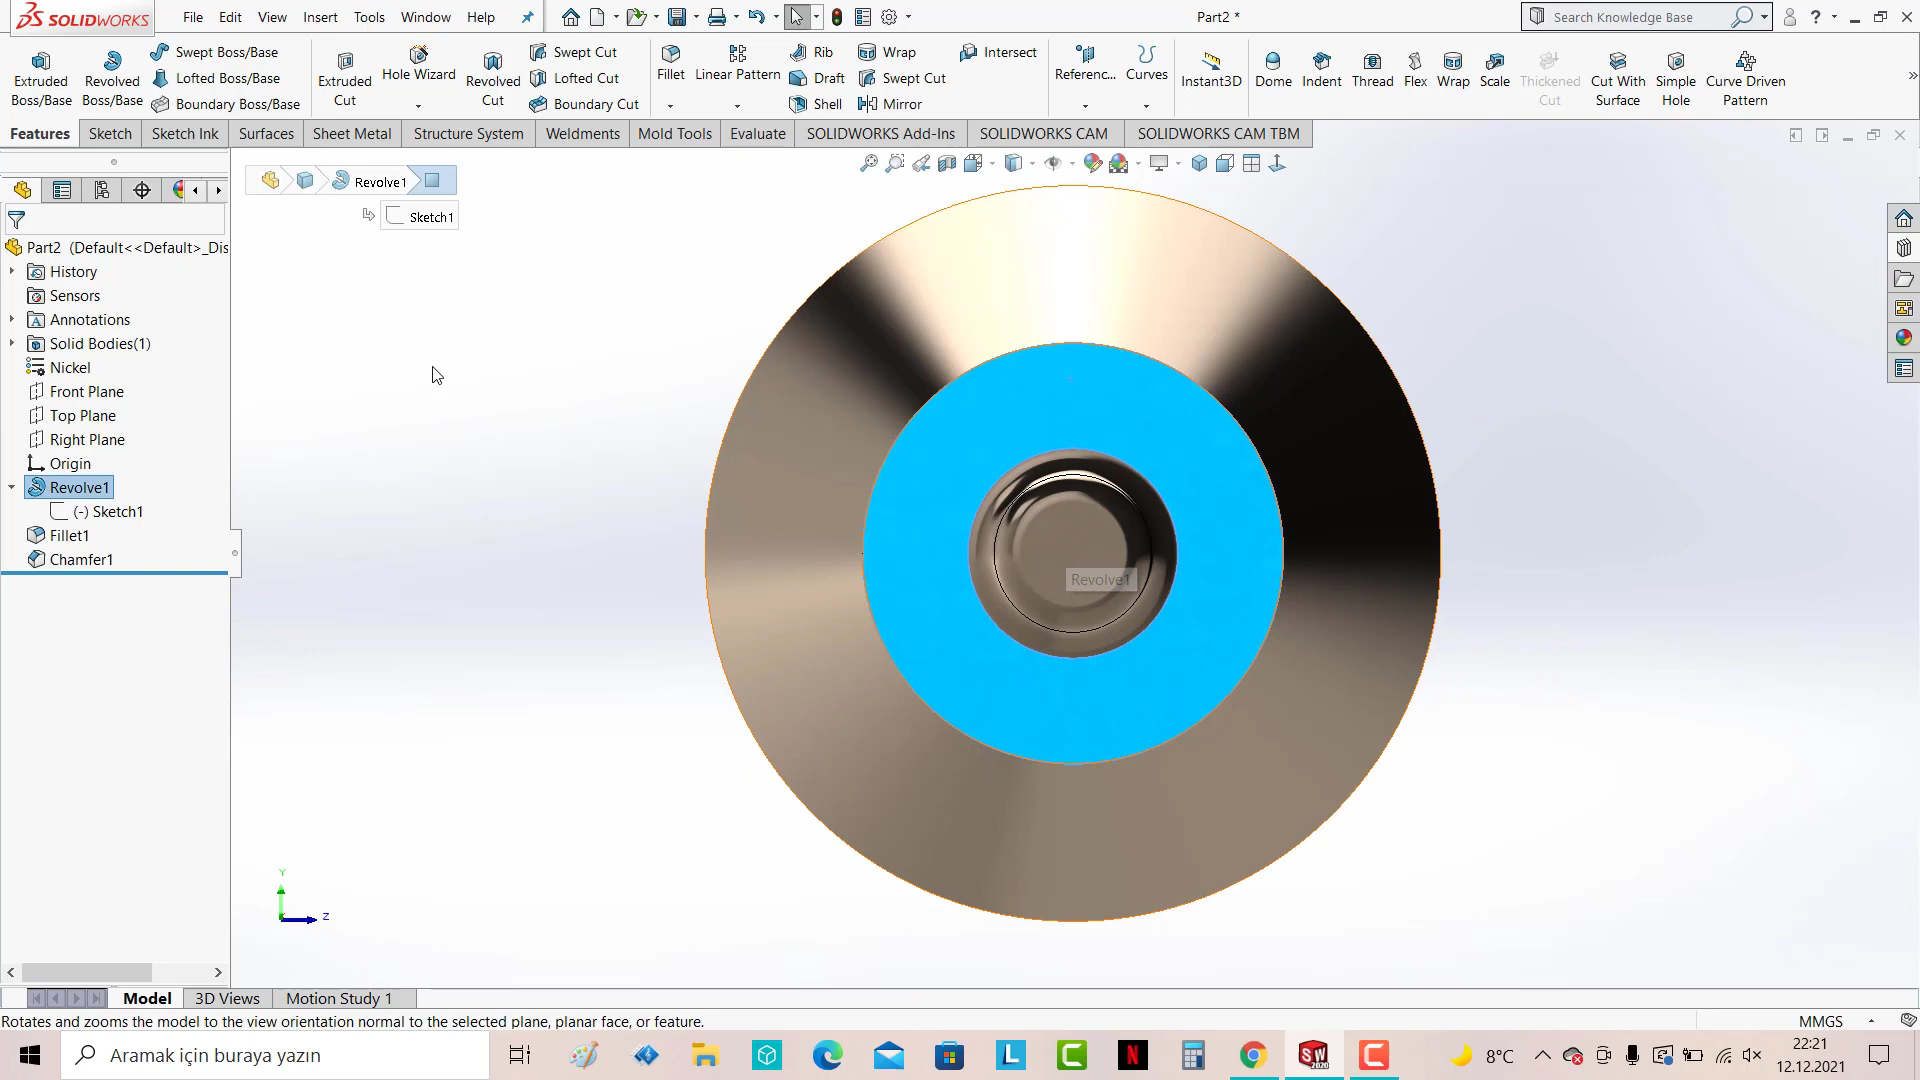 SOLIDWORKS File Edit View Insert Tools Window Help Part2 * Search Knowledge Base ?
Extruded Boss/Base
Revolved Boss/Base
Swept Boss/Base
Lofted Boss/Base
Boundary Boss/Base
Extruded Cut
Hole Wizard
Revolved Cut
Swept Cut
Lofted Cut
Boundary Cut
Fillet
Linear Pattern
Rib
Draft
Shell
Wrap
Swept Cut
Mirror
Intersect
Referenc...
Curves
Instant3D
Dome
Indent
Thread
Flex
Wrap
Scale
Thickened Cut
Cut With Surface
Simple Hole
Curve Driven Pattern
Features Sketch Sketch Ink Surfaces Sheet Metal Structure System Weldments Mold Tools Evaluate SOLIDWORKS Add-Ins SOLIDWORKS CAM SOLIDWORKS CAM TBM
Revolve1
Sketch1
Part2 (Default<<Default>_Dis
History
Sensors
Annotations
Solid Bodies(1)
Nickel
Front Plane
Top Plane
Right Plane
Origin
Revolve1
(-) Sketch1
Fillet1
Chamfer1
Revolve1
Y
Z
Model 3D Views Motion Study 1
Rotates and zooms the model to the view orientation normal to the selected plane, planar face, or feature. MMGS
Aramak için buraya yazın 8°C 22:21
12.12.2021